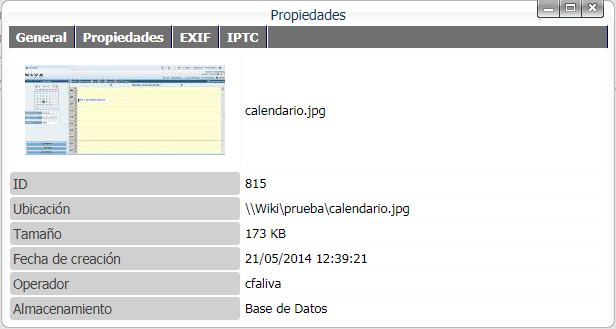 Propiedades
General Propiedades EXIF IPTC
calendario.jpg
ID 815
Ubicación \\Wiki\prueba\calendario.jpg
Tamaño 173 KB
Fecha de creación 21/05/2014 12:39:21
Operador cfaliva
Almacenamiento Base de Datos